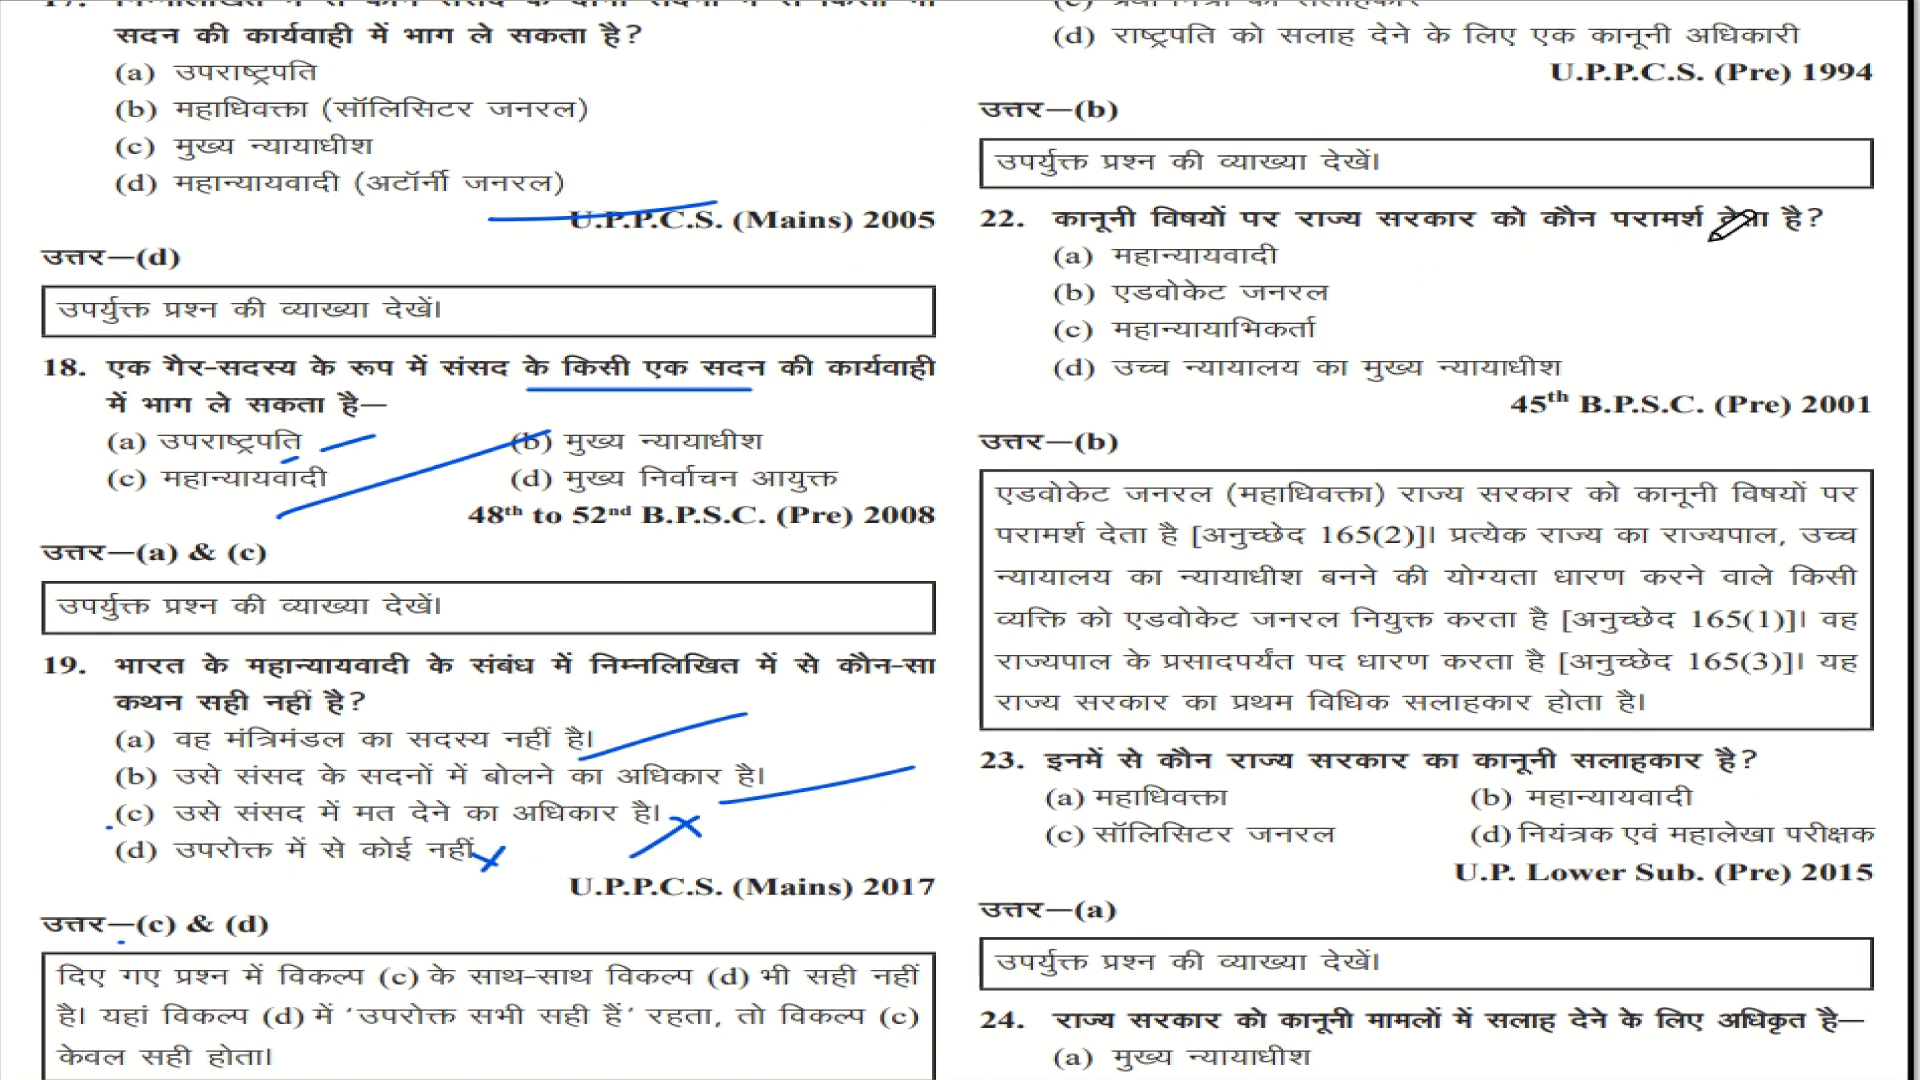 सदन की कार्यवाही में भाग ले सकता है?
(a) उपराष्ट्रपति
(b) महाधिवक्ता (सॉलिसिटर जनरल)
(c) मुख्य न्यायाधीश
(d) महान्यायवादी (अटॉर्नी जनरल)
U.P.P.C.S. (Mains) 2005
उत्तर—(d)
उपर्युक्त प्रश्न की व्याख्या देखें।
18. एक गैर-सदस्य के रूप में संसद के किसी एक सदन की कार्यवाही
में भाग ले सकता है—
(a) उपराष्ट्रपति (b) मुख्य न्यायाधीश
(c) महान्यायवादी (d) मुख्य निर्वाचन आयुक्त
48th to 52nd B.P.S.C. (Pre) 2008
उत्तर—(a) & (c)
उपर्युक्त प्रश्न की व्याख्या देखें।
19. भारत के महान्यायवादी के संबंध में निम्नलिखित में से कौन-सा
कथन सही नहीं है?
(a) वह मंत्रिमंडल का सदस्य नहीं है।
(b) उसे संसद के सदनों में बोलने का अधिकार है।
(c) उसे संसद में मत देने का अधिकार है।
(d) उपरोक्त में से कोई नहीं
U.P.P.C.S. (Mains) 2017
उत्तर—(c) & (d)
दिए गए प्रश्न में विकल्प (c) के साथ-साथ विकल्प (d) भी सही नहीं
है। यहां विकल्प (d) में ‘उपरोक्त सभी सही हैं’ रहता, तो विकल्प (c)
केवल सही होता।
(d) राष्ट्रपति को सलाह देने के लिए एक कानूनी अधिकारी
U.P.P.C.S. (Pre) 1994
उत्तर—(b)
उपर्युक्त प्रश्न की व्याख्या देखें।
22. कानूनी विषयों पर राज्य सरकार को कौन परामर्श देता है?
(a) महान्यायवादी
(b) एडवोकेट जनरल
(c) महान्यायाभिकर्ता
(d) उच्च न्यायालय का मुख्य न्यायाधीश
45th B.P.S.C. (Pre) 2001
उत्तर—(b)
एडवोकेट जनरल (महाधिवक्ता) राज्य सरकार को कानूनी विषयों पर
परामर्श देता है [अनुच्छेद 165(2)]। प्रत्येक राज्य का राज्यपाल, उच्च
न्यायालय का न्यायाधीश बनने की योग्यता धारण करने वाले किसी
व्यक्ति को एडवोकेट जनरल नियुक्त करता है [अनुच्छेद 165(1)]। वह
राज्यपाल के प्रसादपर्यंत पद धारण करता है [अनुच्छेद 165(3)]। यह
राज्य सरकार का प्रथम विधिक सलाहकार होता है।
23. इनमें से कौन राज्य सरकार का कानूनी सलाहकार है?
(a) महाधिवक्ता (b) महान्यायवादी
(c) सॉलिसिटर जनरल (d) नियंत्रक एवं महालेखा परीक्षक
U.P. Lower Sub. (Pre) 2015
उत्तर—(a)
उपर्युक्त प्रश्न की व्याख्या देखें।
24. राज्य सरकार को कानूनी मामलों में सलाह देने के लिए अधिकृत है—
(a) मुख्य न्यायाधीश